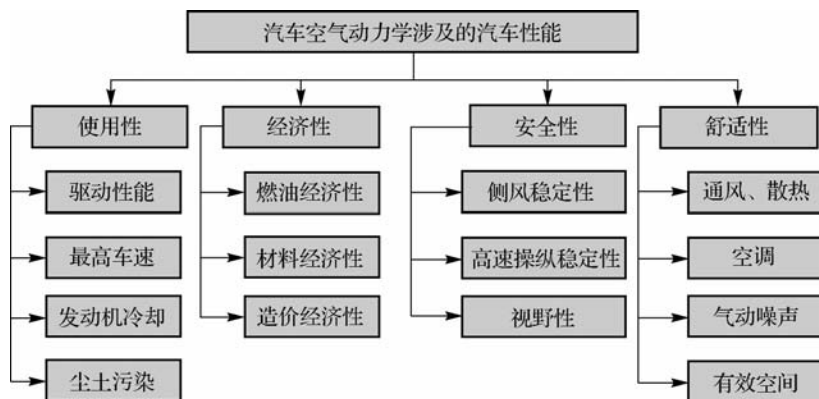 汽车空气动力学涉及的汽车性能
使用性
经济性
安全性
舒适性
驱动性能
燃油经济性
侧风稳定性
通风、散热
最高车速
材料经济性
高速操纵稳定性
空调
发动机冷却
造价经济性
视野性
气动噪声
尘土污染
有效空间